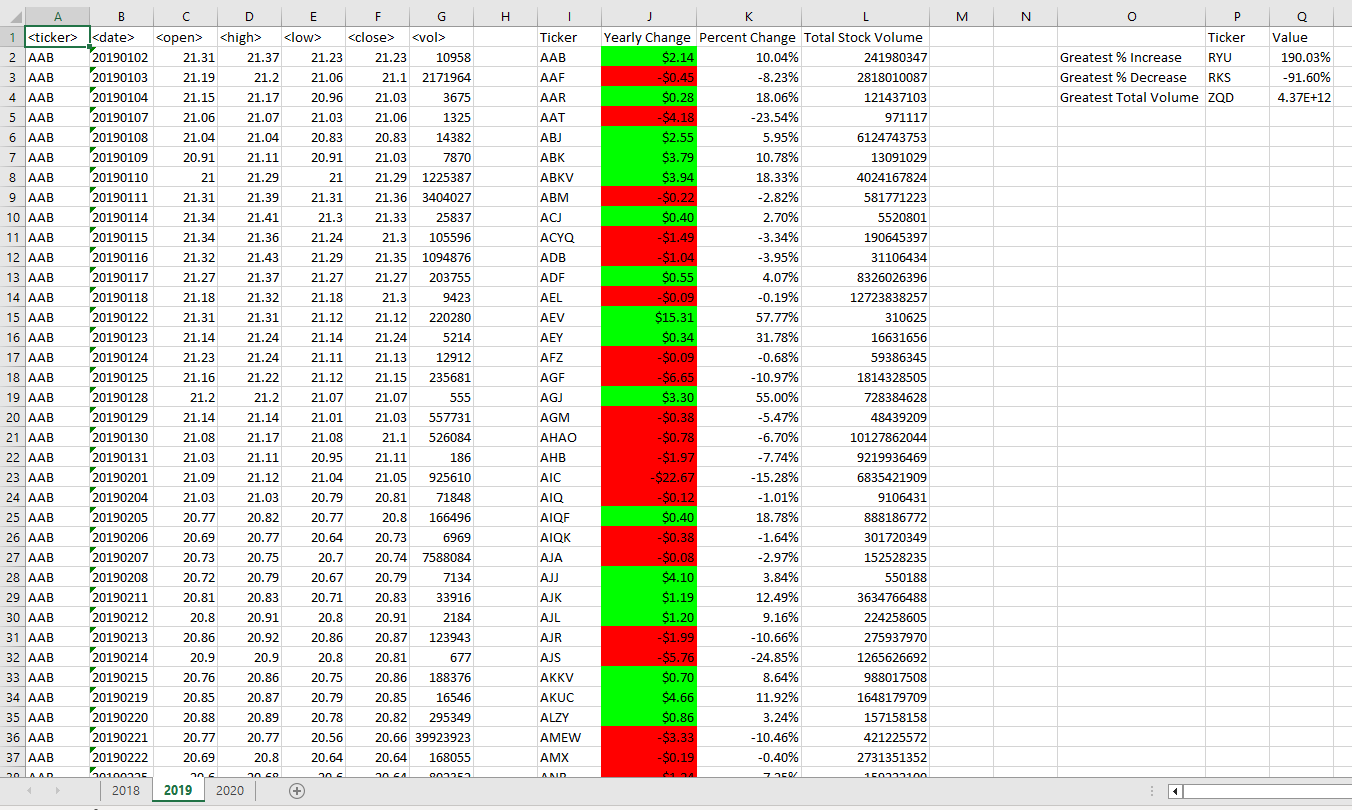 A B C D E F G H I J K L M N O P Q
1 <ticker> <date> <open> <high> <low> <close> <vol> Ticker Yearly Change Percent Change Total Stock Volume Ticker Value
2 AAB 20190102 21.31 21.37 21.23 21.23 10958 AAB $2.14 10.04% 241980347 Greatest % Increase RYU 190.03%
3 AAB 20190103 21.19 21.2 21.06 21.1 2171964 AAF -$0.45 -8.23% 2818010087 Greatest % Decrease RKS -91.60%
4 AAB 20190104 21.15 21.17 20.96 21.03 3675 AAR $0.28 18.06% 121437103 Greatest Total Volume ZQD 4.37E+12
5 AAB 20190107 21.06 21.07 21.03 21.06 1325 AAT -$4.18 -23.54% 971117
6 AAB 20190108 21.04 21.04 20.83 20.83 14382 ABJ $2.55 5.95% 6124743753
7 AAB 20190109 20.91 21.11 20.91 21.03 7870 ABK $3.79 10.78% 13091029
8 AAB 20190110 21 21.29 21 21.29 1225387 ABKV $3.94 18.33% 4024167824
9 AAB 20190111 21.31 21.39 21.31 21.36 3404027 ABM -$0.22 -2.82% 581771223
10 AAB 20190114 21.34 21.41 21.3 21.33 25837 ACJ $0.40 2.70% 5520801
11 AAB 20190115 21.34 21.36 21.24 21.3 105596 ACYQ -$1.49 -3.34% 190645397
12 AAB 20190116 21.32 21.43 21.29 21.35 1094876 ADB -$1.04 -3.95% 31106434
13 AAB 20190117 21.27 21.37 21.27 21.27 203755 ADF $0.55 4.07% 8326026396
14 AAB 20190118 21.18 21.32 21.18 21.3 9423 AEL -$0.09 -0.19% 12723838257
15 AAB 20190122 21.31 21.31 21.12 21.12 220280 AEV $15.31 57.77% 310625
16 AAB 20190123 21.14 21.24 21.14 21.24 5214 AEY $0.34 31.78% 16631656
17 AAB 20190124 21.23 21.24 21.11 21.13 12912 AFZ -$0.09 -0.68% 59386345
18 AAB 20190125 21.16 21.22 21.12 21.15 235681 AGF -$6.65 -10.97% 1814328505
19 AAB 20190128 21.2 21.2 21.07 21.07 555 AGJ $3.30 55.00% 728384628
20 AAB 20190129 21.14 21.14 21.01 21.03 557731 AGM -$0.38 -5.47% 48439209
21 AAB 20190130 21.08 21.17 21.08 21.1 526084 AHAO -$0.78 -6.70% 10127862044
22 AAB 20190131 21.03 21.11 20.95 21.11 186 AHB -$1.97 -7.74% 9219936469
23 AAB 20190201 21.09 21.12 21.04 21.05 925610 AIC -$22.67 -15.28% 6835421909
24 AAB 20190204 21.03 21.03 20.79 20.81 71848 AIQ -$0.12 -1.01% 9106431
25 AAB 20190205 20.77 20.82 20.77 20.8 166496 AIQF $0.40 18.78% 888186772
26 AAB 20190206 20.69 20.77 20.64 20.73 6969 AIQK -$0.38 -1.64% 301720349
27 AAB 20190207 20.73 20.75 20.7 20.74 7588084 AJA -$0.08 -2.97% 152528235
28 AAB 20190208 20.72 20.79 20.67 20.79 7134 AJJ $4.10 3.84% 550188
29 AAB 20190211 20.81 20.83 20.71 20.83 33916 AJK $1.19 12.49% 3634766488
30 AAB 20190212 20.8 20.91 20.8 20.91 2184 AJL $1.20 9.16% 224258605
31 AAB 20190213 20.86 20.92 20.86 20.87 123943 AJR -$1.99 -10.66% 275937970
32 AAB 20190214 20.9 20.9 20.8 20.81 677 AJS -$5.76 -24.85% 1265626692
33 AAB 20190215 20.76 20.86 20.75 20.86 188376 AKKV $0.70 8.64% 988017508
34 AAB 20190219 20.85 20.87 20.79 20.85 16546 AKUC $4.66 11.92% 1648179709
35 AAB 20190220 20.88 20.89 20.78 20.82 295349 ALZY $0.86 3.24% 157158158
36 AAB 20190221 20.77 20.77 20.56 20.66 39923923 AMEW -$3.33 -10.46% 421225572
37 AAB 20190222 20.69 20.8 20.64 20.64 168055 AMX -$0.19 -0.40% 2731351352
2018 2019 2020